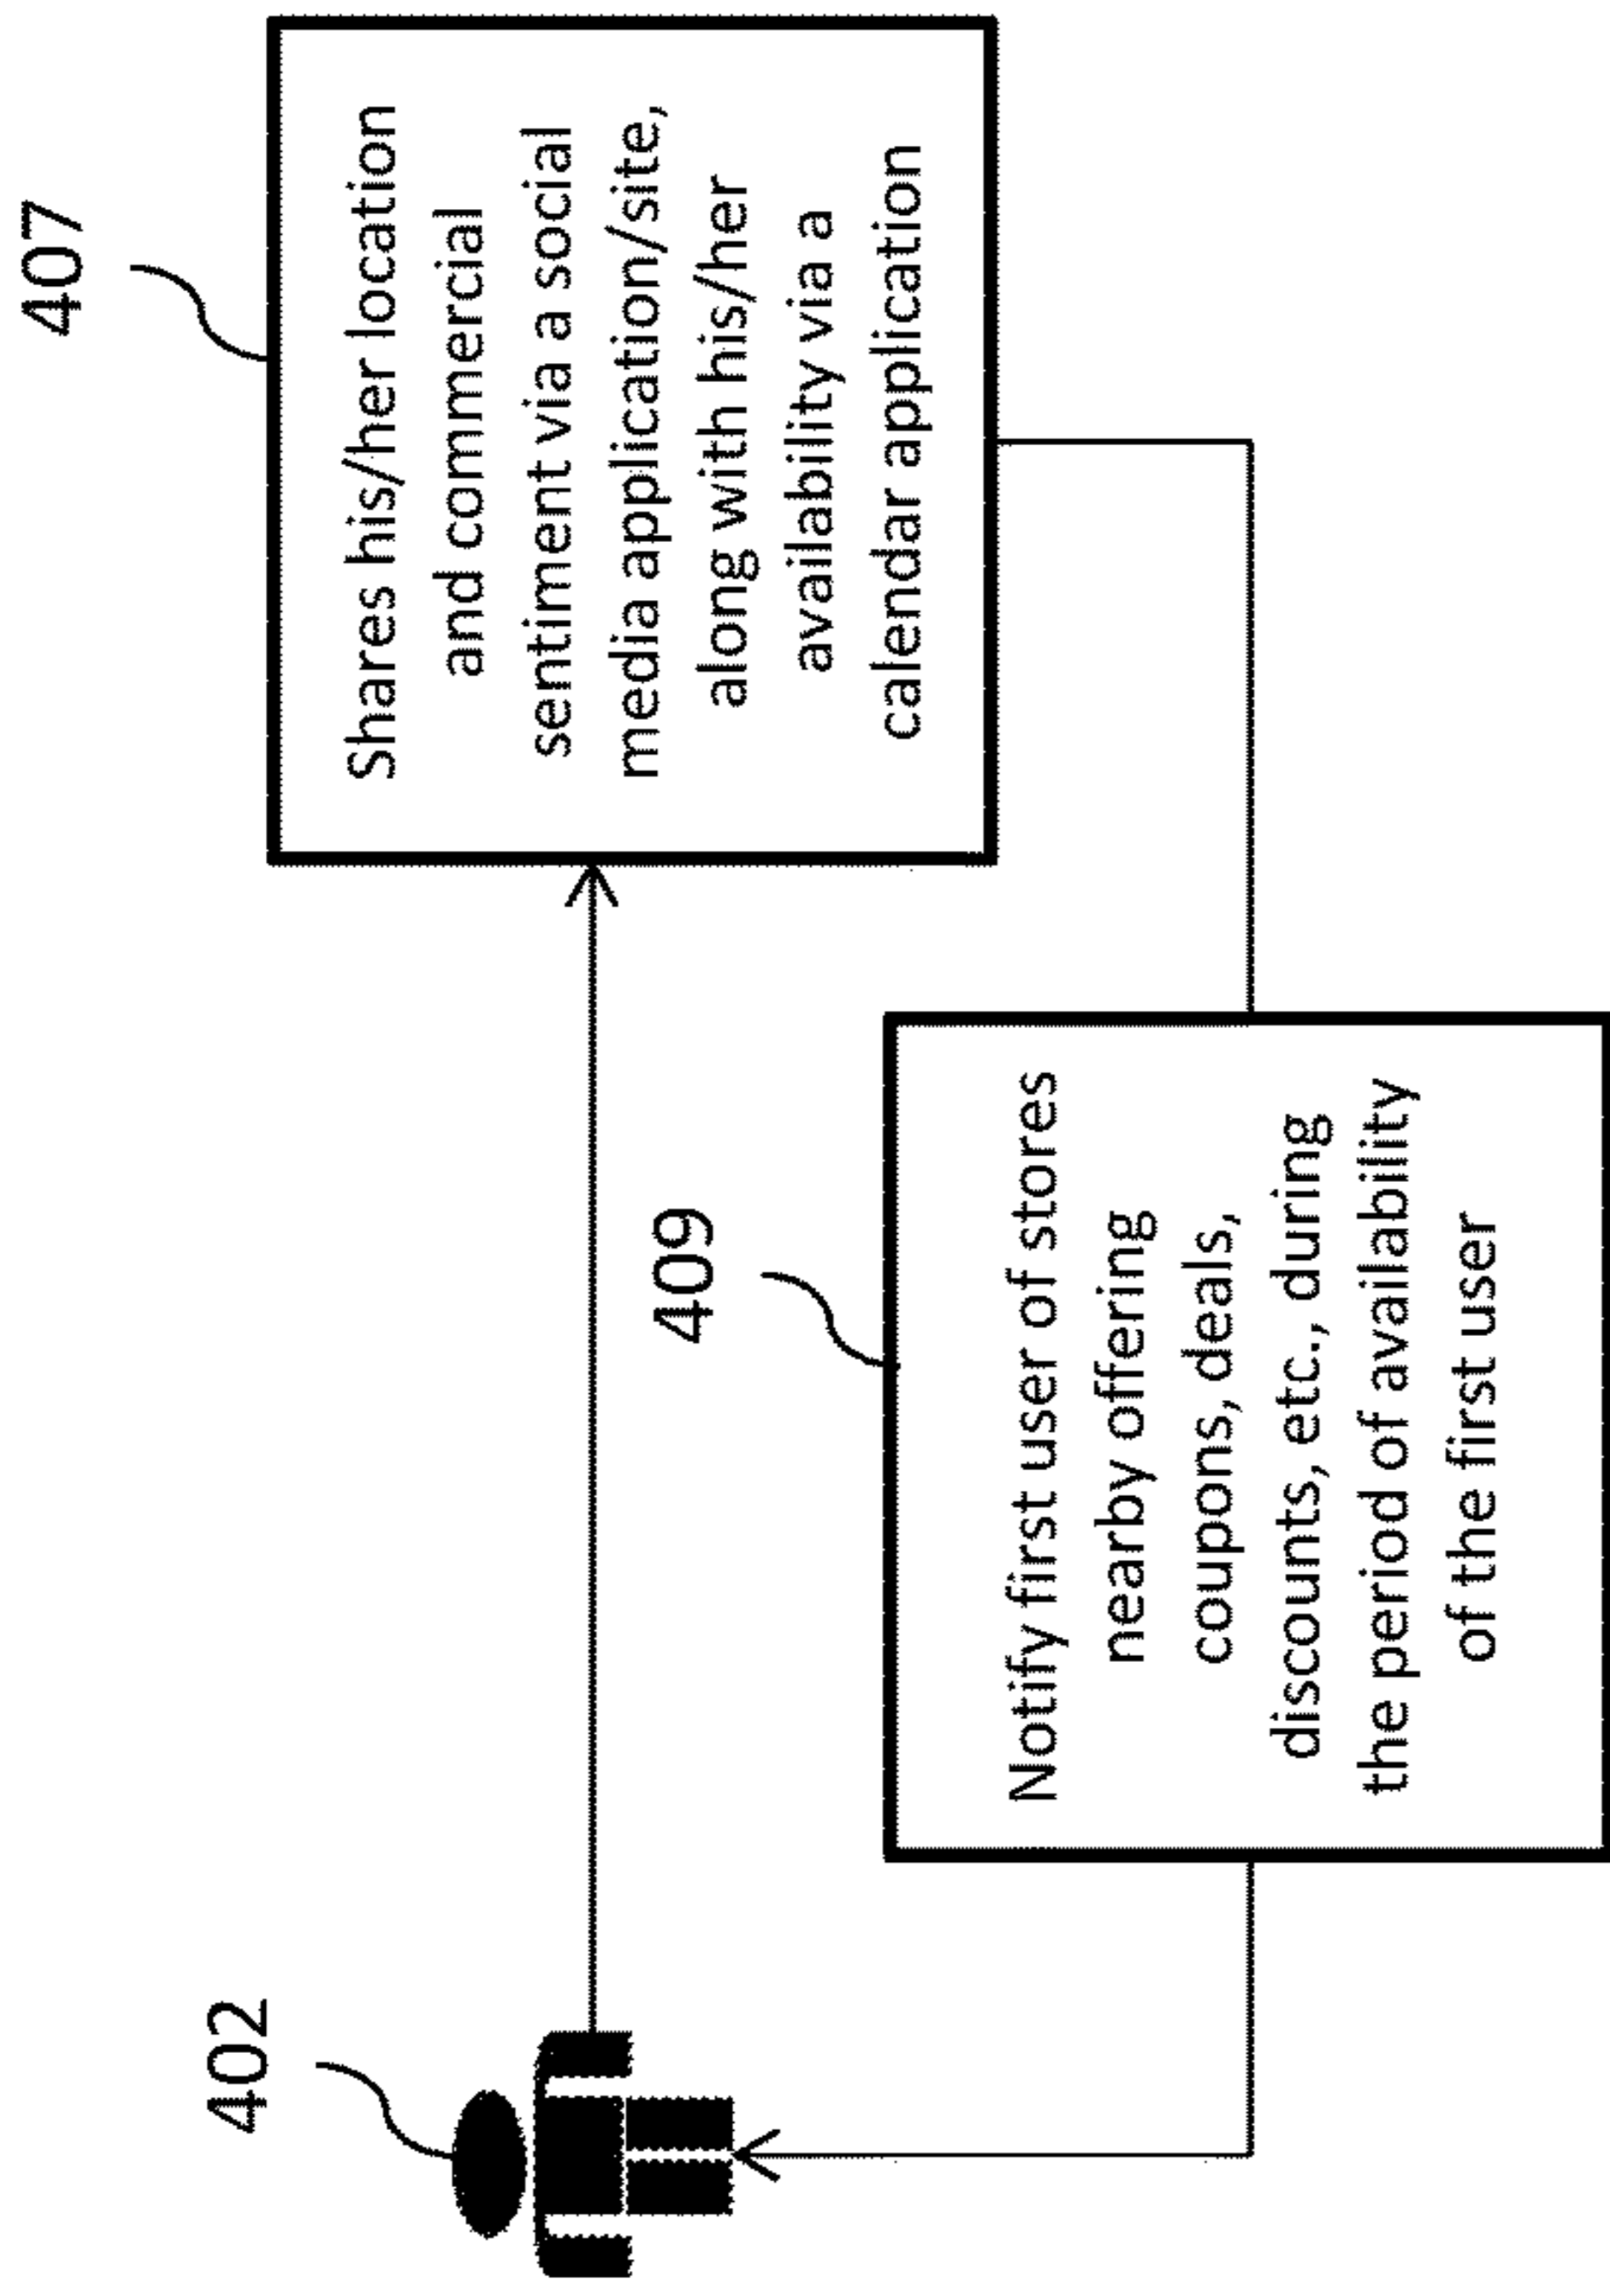 402
407
Shares his/her location
and commercial
sentiment via a social
media application/site,
along with his/her
availability via a
calendar application
409
Notify first user of stores
nearby offering
coupons, deals,
discounts, etc., during
the period of availability
of the first user